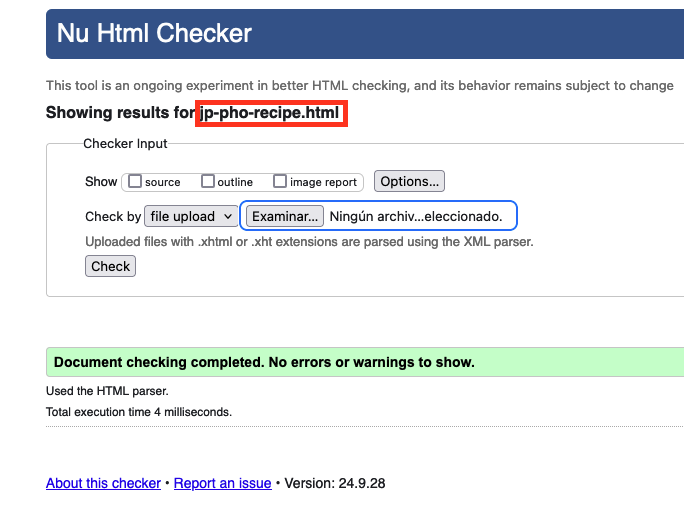 Nu Html Checker
This tool is an ongoing experiment in better HTML checking, and its behavior remains subject to change
Showing results for jp-pho-recipe.html
Checker Input
Show source outline image report Options...
Check by file upload Examinar... Ningún archiv...eleccionado.
Uploaded files with .xhtml or .xht extensions are parsed using the XML parser.
Check
Document checking completed. No errors or warnings to show.
Used the HTML parser.
Total execution time 4 milliseconds.
About this checker • Report an issue • Version: 24.9.28